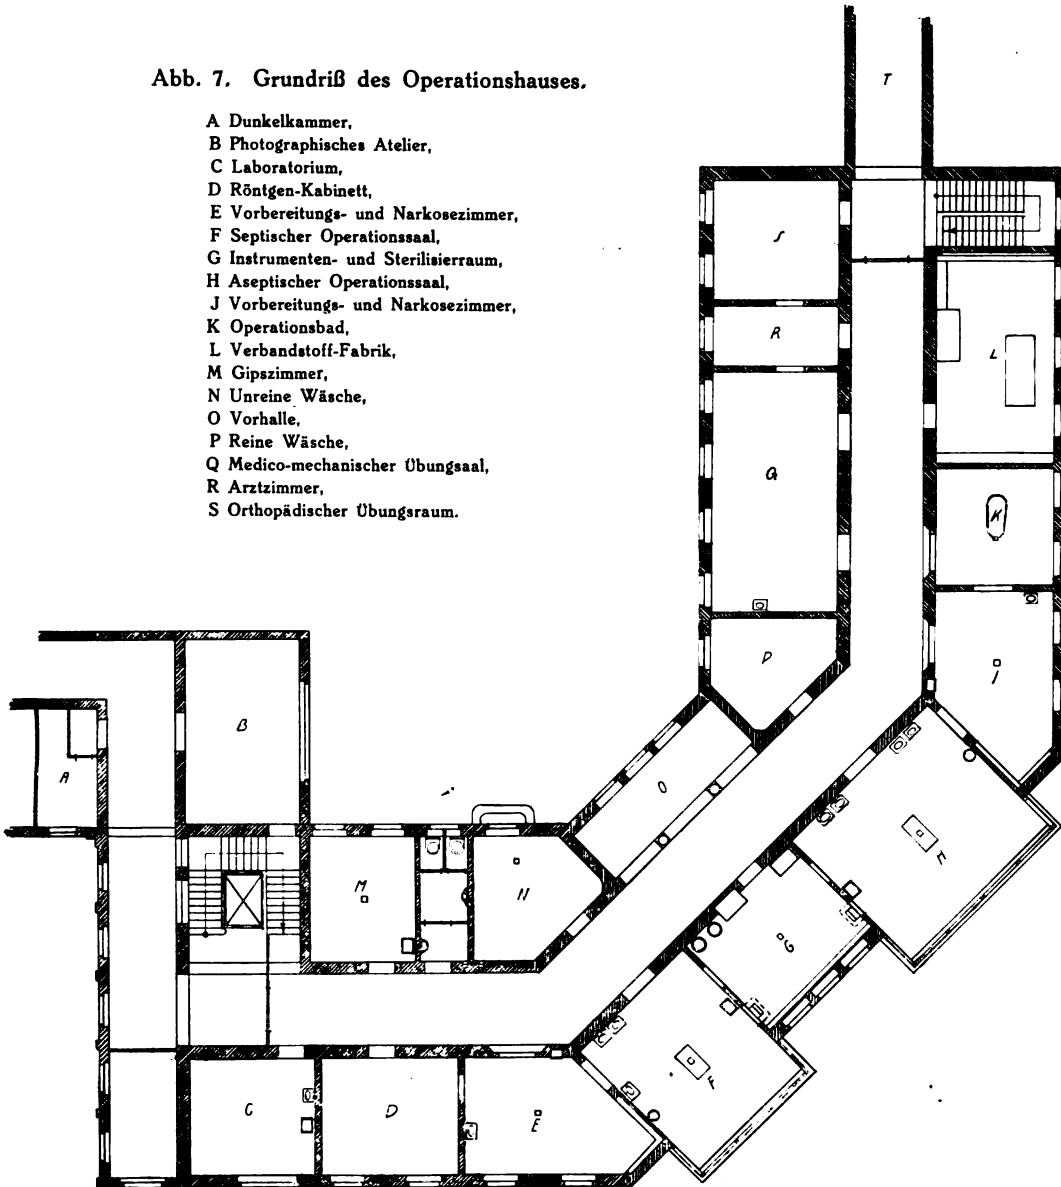 Abb. 7. Grundriß des Operationshauses.
A Dunkelkammer,
B Photographisches Atelier,
C Laboratorium,
D Röntgen-Kabinett,
E Vorbereitungs- und Narkosezimmer,
F Septischer Operationssaal,
G Instrumenten- und Sterilisierraum,
H Aseptischer Operationssaal,
J Vorbereitungs- und Narkosezimmer,
K Operationsbad,
L Verbandstoff-Fabrik,
M Gipszimmer,
N Unreine Wäsche,
O Vorhalle,
P Reine Wäsche,
Q Medico-mechanischer Übungsaal,
R Arztzimmer,
S Orthopädischer Übungsraum.
T
S
R
L
Q
K
P
J
B
A
O
H
M
N
G
F
C
D
E